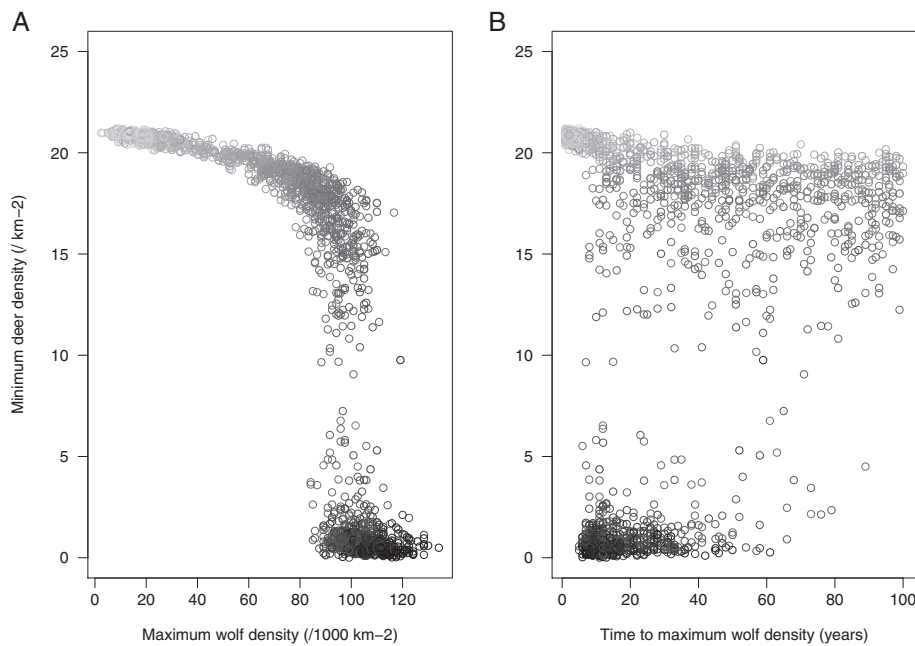 A
B
Minimum deer density (/ km−2)
25
20
15
10
5
0
0 20 40 60 80 100 120
Maximum wolf density (/1000 km−2)
25
20
15
10
5
0
0 20 40 60 80 100
Time to maximum wolf density (years)